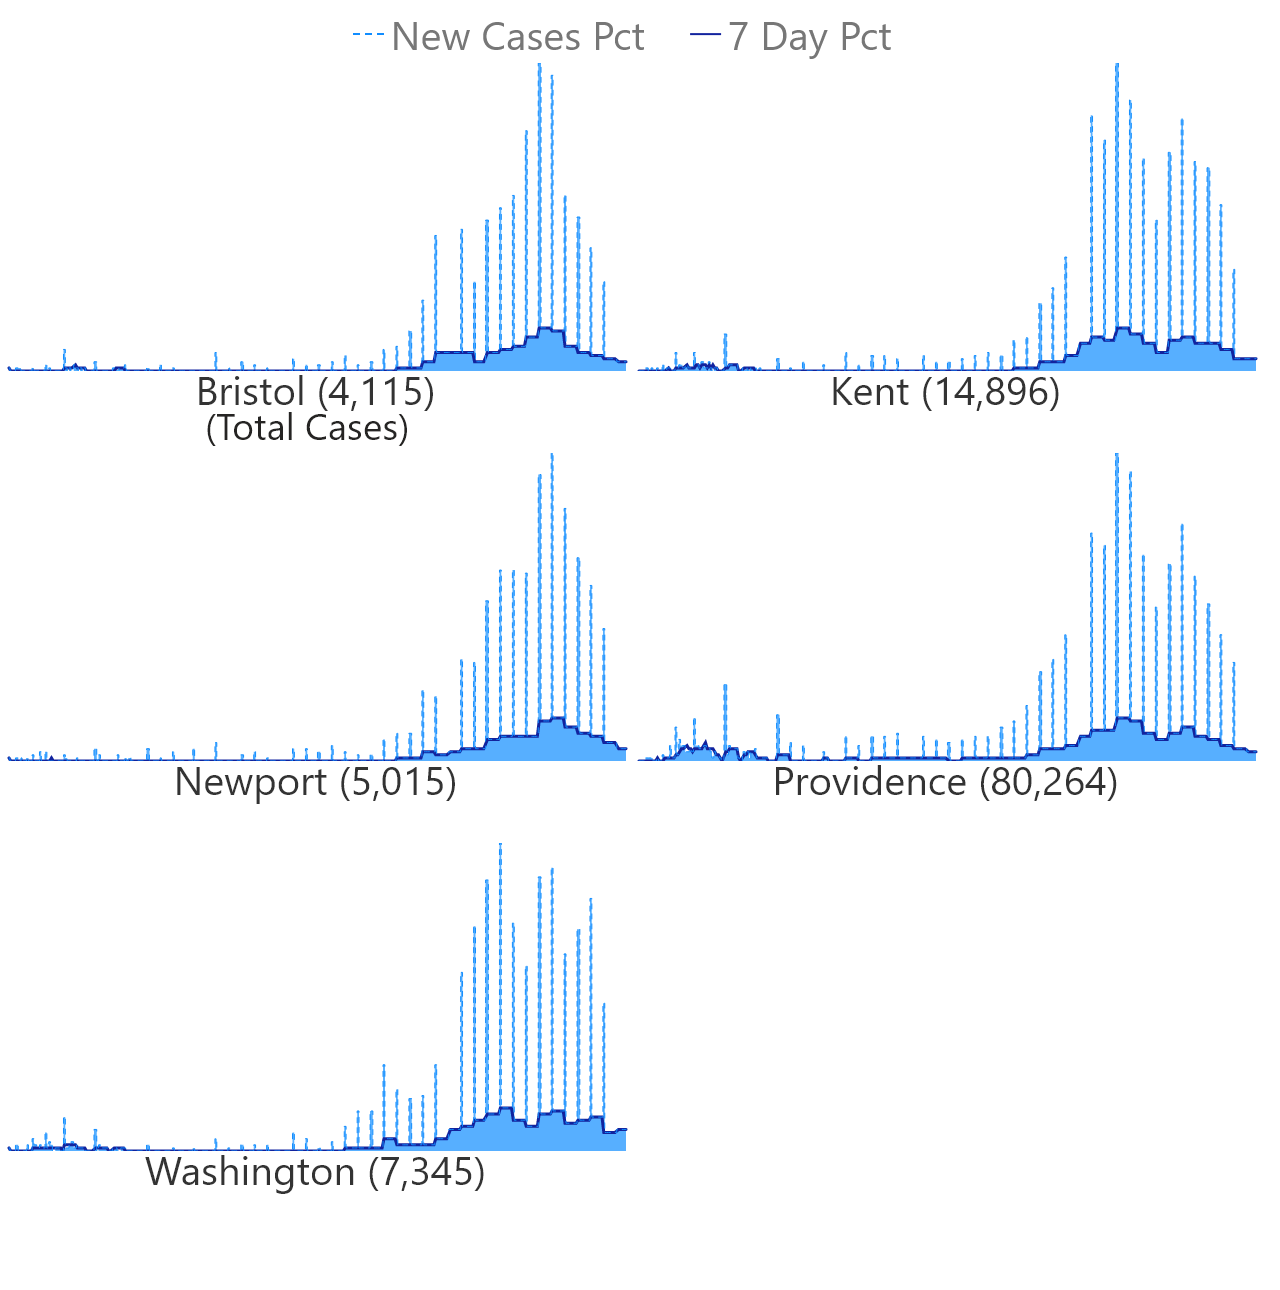 New Cases Pct 7 Day Pct
Bristol (4,115)
(Total Cases)
Kent (14,896)
Newport (5,015)
Providence (80,264)
Washington (7,345)